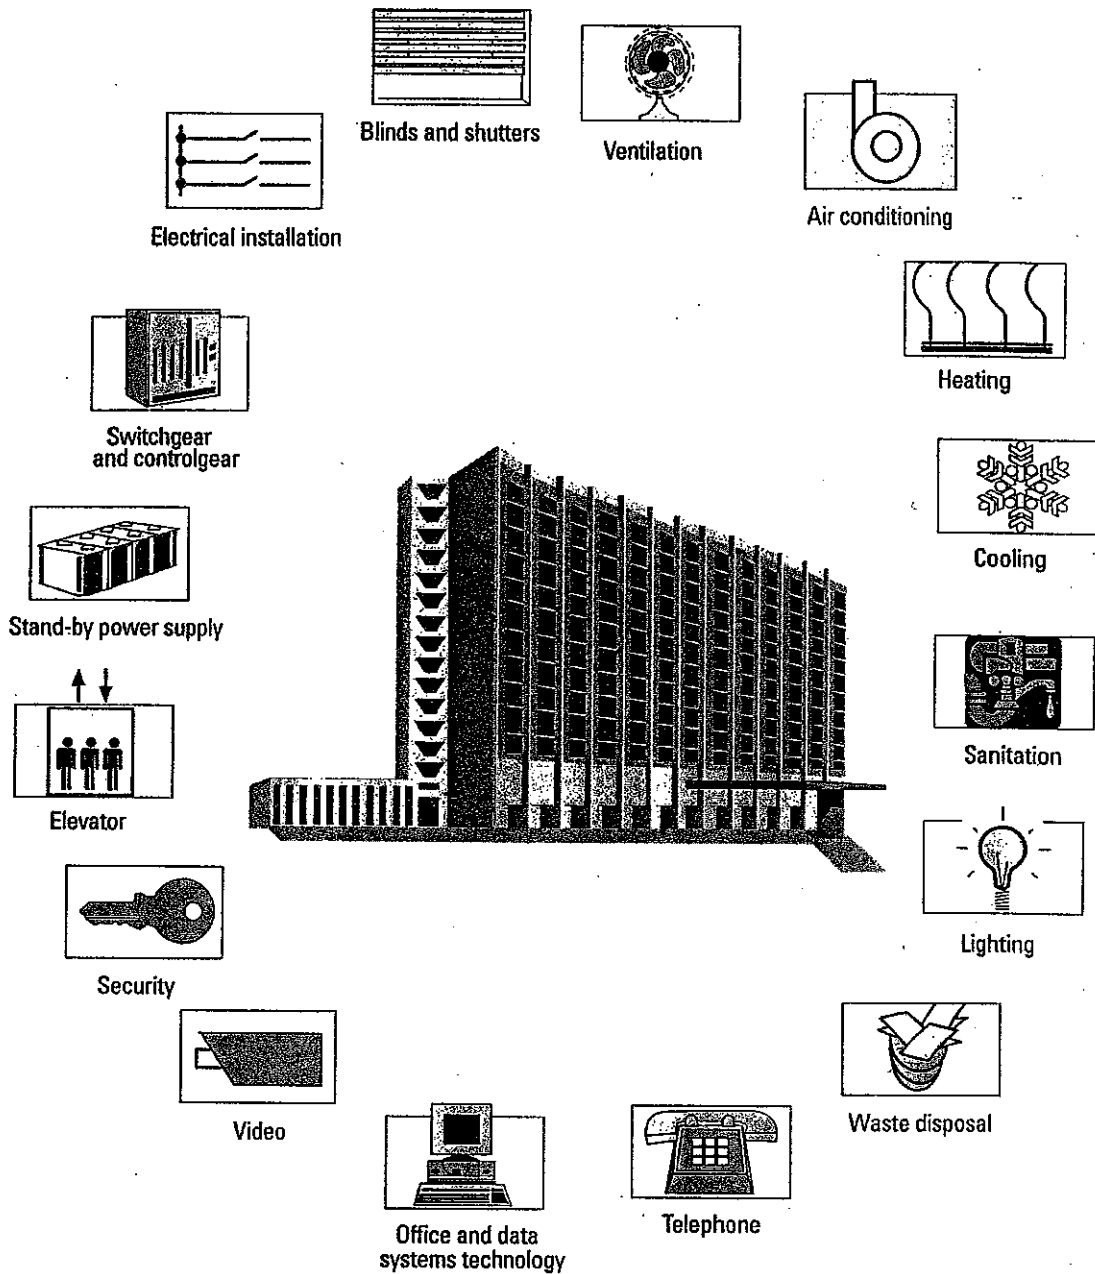 Blinds and shutters
Ventilation
Air conditioning
Electrical installation
Heating
Switchgear
and controlgear
Cooling
Stand-by power supply
Sanitation
Elevator
Lighting
Security
Waste disposal
Video
Telephone
Office and data
systems technology